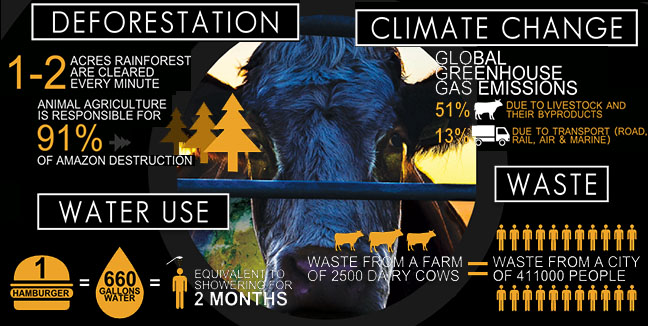 DEFORESTATION
1-2 ACRES RAINFOREST
ARE CLEARED
EVERY MINUTE
ANIMAL AGRICULTURE
IS RESPONSIBLE FOR
91%
OF AMAZON DESTRUCTION
CLIMATE CHANGE
GLOBAL
GREENHOUSE
GAS EMISSIONS
51% DUE TO LIVESTOCK AND
THEIR BYPRODUCTS
13% DUE TO TRANSPORT (ROAD,
RAIL, AIR & MARINE)
WATER USE
1
HAMBURGER
=
660
GALLONS
WATER
=
EQUIVALENT TO
SHOWERING FOR
2 MONTHS
WASTE
WASTE FROM A FARM
OF 2500 DAIRY COWS
=
WASTE FROM A CITY
OF 411000 PEOPLE